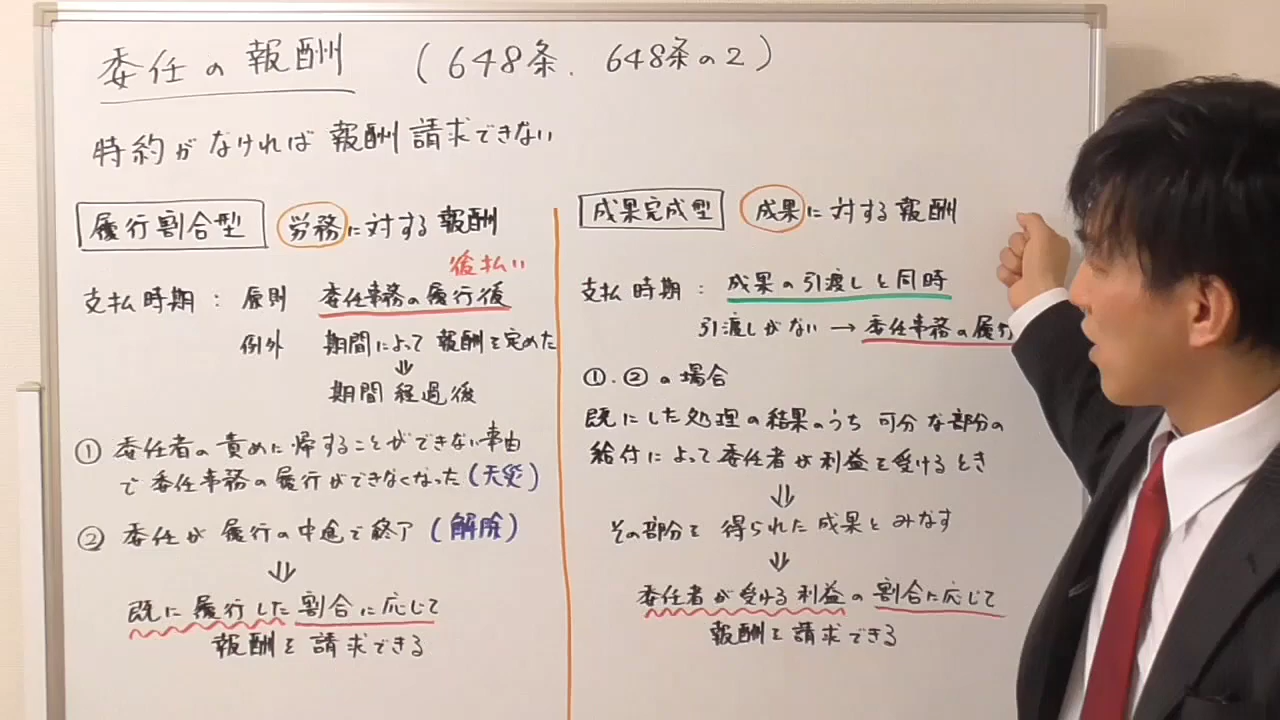 委任の報酬 (648条、648条の2)
特約がなければ報酬請求できない
履行割合型 労務に対する報酬
後払い
支払時期: 原則 委任事務の履行後
例外 期間によって報酬を定めた
⇓
期間経過後
① 委任者の責めに帰することができない事由
で委任事務の履行ができなくなった(天災)
② 委任が履行の中途で終了(解除)
⇓
既に履行した割合に応じて
報酬を請求できる
成果完成型 成果に対する報酬
支払時期: 成果の引渡しと同時
引渡しがない → 委任事務の履行
①.②の場合
既にした処理の結果のうち可分な部分の
給付によって委任者が利益を受けるとき
⇓
その部分を得られた成果とみなす
⇓
委任者が受ける利益の割合に応じて
報酬を請求できる